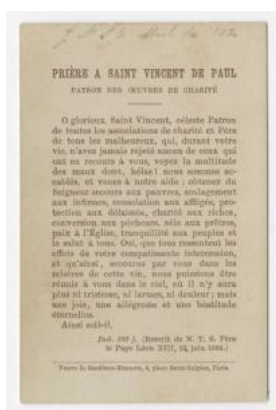 PRIÈRE A SAINT VINCENT DE PAUL
PATRON DES ŒUVRES DE CHARITÉ
O glorieux Saint Vincent, céleste Patron
de toutes les associations de charité et Père
de tous les malheureux, qui, durant votre
vie, n'avez jamais rejeté aucun de ceux qui
ont eu recours à vous, voyez la multitude
des maux dont, hélas! nous sommes ac-
cablés, et venez à notre aide : obtenez du
Seigneur secours aux pauvres, soulagement
aux infirmes, consolation aux affligés, pro-
tection aux délaissés, charité aux riches,
conversion aux pécheurs, zèle aux prêtres,
paix à l'Église, tranquillité aux peuples et
le salut à tous. Oui, que tous ressentent les
effets de votre compatissante intercession,
et qu'ainsi, secourus par vous dans les
misères de cette vie, nous puissions être
réunis à vous dans le ciel, où il n'y aura
plus ni tristesse, ni larmes, ni douleur; mais
une joie, une allégresse et une béatitude
éternelles.
Ainsi soit-il.
Ind. 100 j. (Rescrit de N. T. S. Père
le Pape Léon XIII, juin 1885.)
Place Saint-Sulpice, Paris